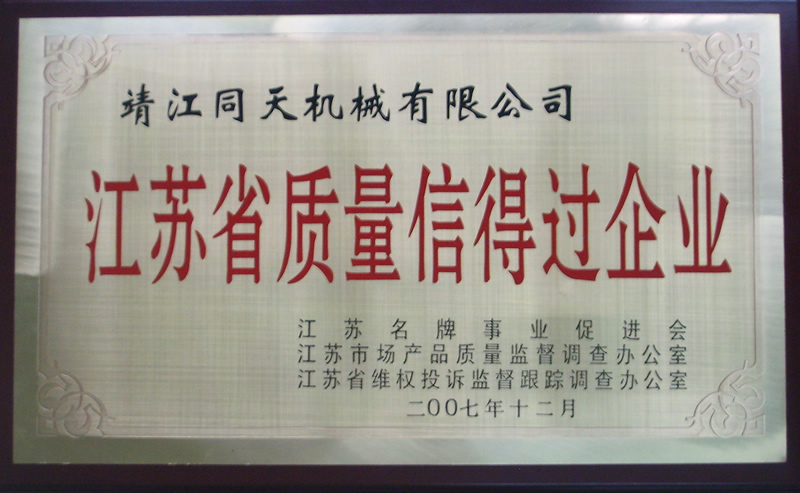 靖江同天机械有限公司
江苏省质量信得过企业
江苏名牌事业促进会
江苏市场产品质量监督调查办公室
江苏省维权投诉监督跟踪调查办公室
二00七年十二月